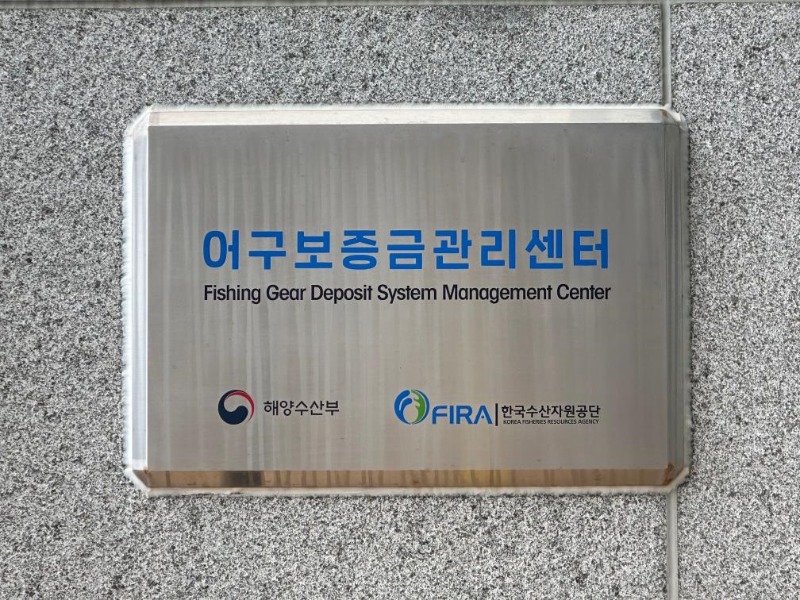 어구보증금관리센터
Fishing Gear Deposit System Management Center
해양수산부
FIRA 한국수산자원공단
KOREA FISHERIES RESOURCES AGENCY